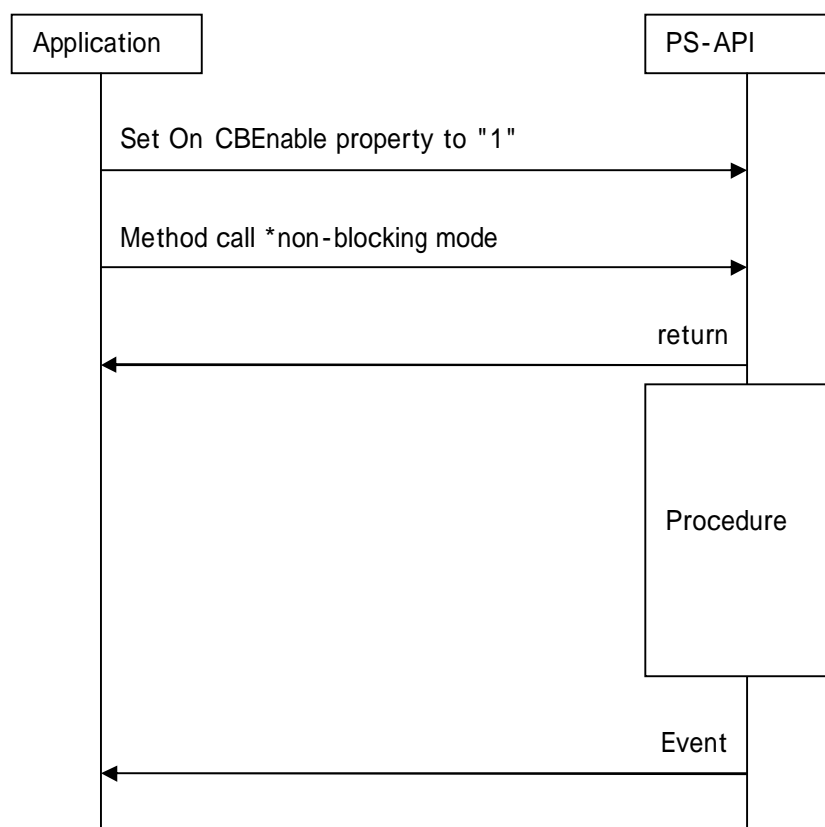 Application
PS-API
Set On CBEnable property to "1"
Method call *non-blocking mode
return
Procedure
Event